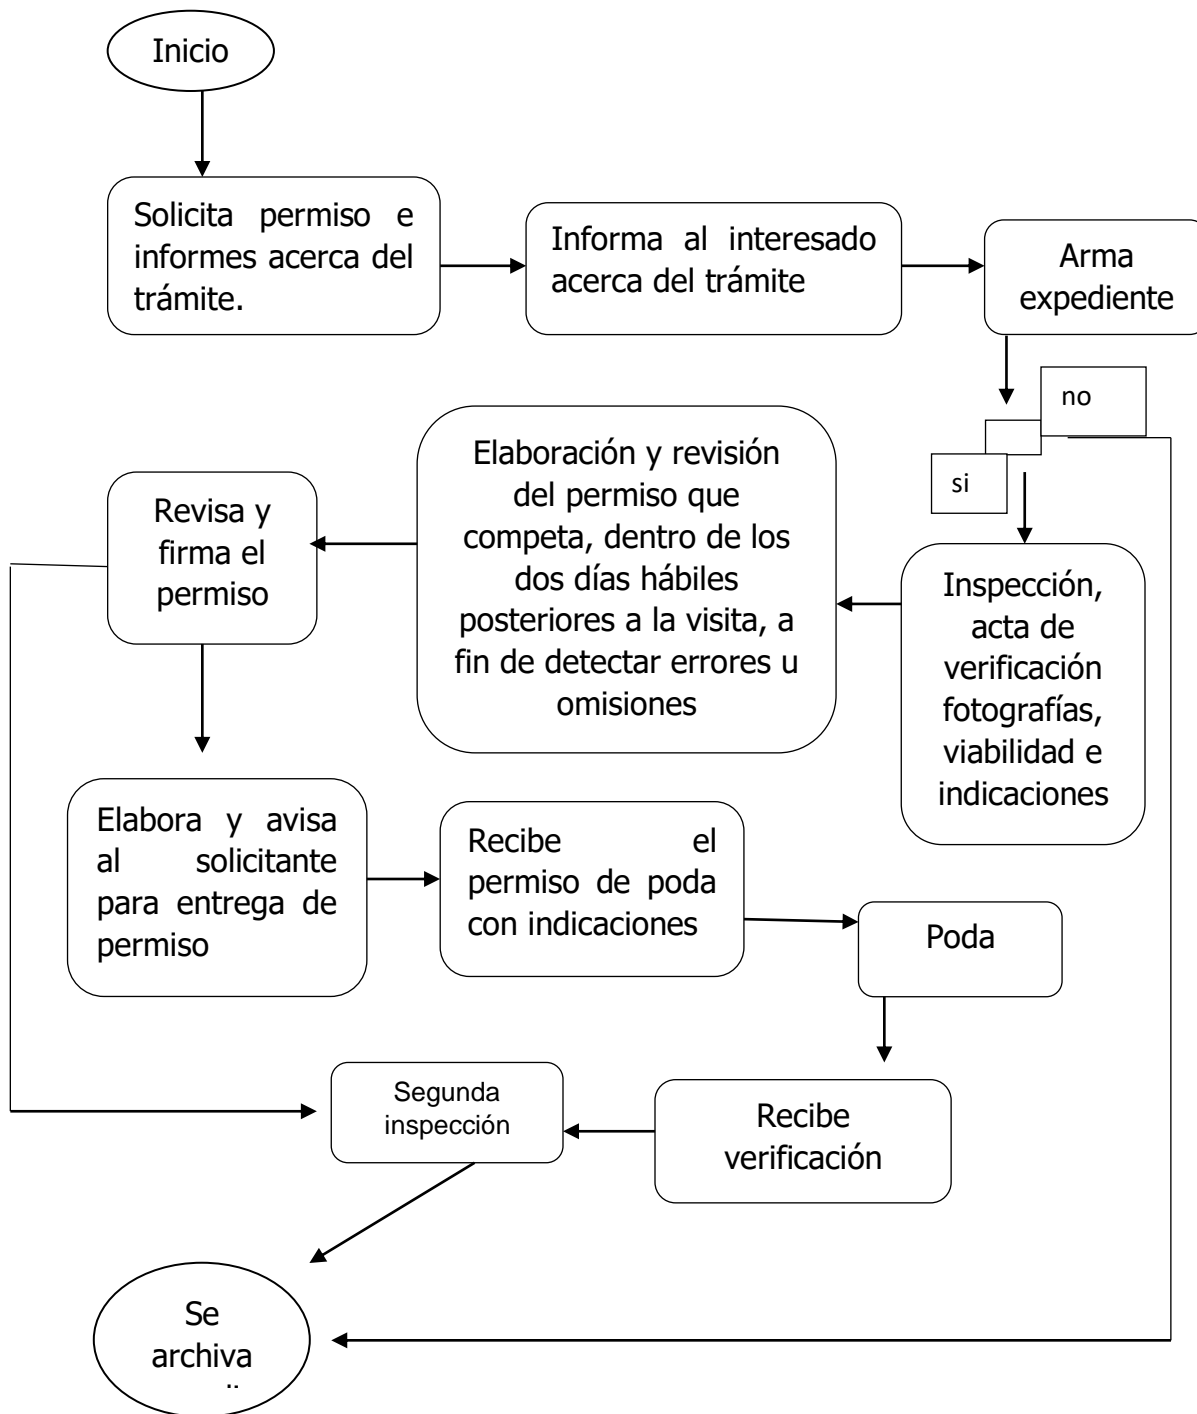 Inicio
Solicita permiso e
informes acerca del
trámite.
Informa al interesado
acerca del trámite
Arma
expediente
no
si
Elaboración y revisión
del permiso que
competa, dentro de los
dos días hábiles
posteriores a la visita, a
fin de detectar errores u
omisiones
Revisa y
firma el
permiso
Inspección,
acta de
verificación
fotografías,
viabilidad e
indicaciones
Elabora y avisa
al solicitante
para entrega de
permiso
Recibe el
permiso de poda
con indicaciones
Poda
Segunda
inspección
Recibe
verificación
Se
archiva